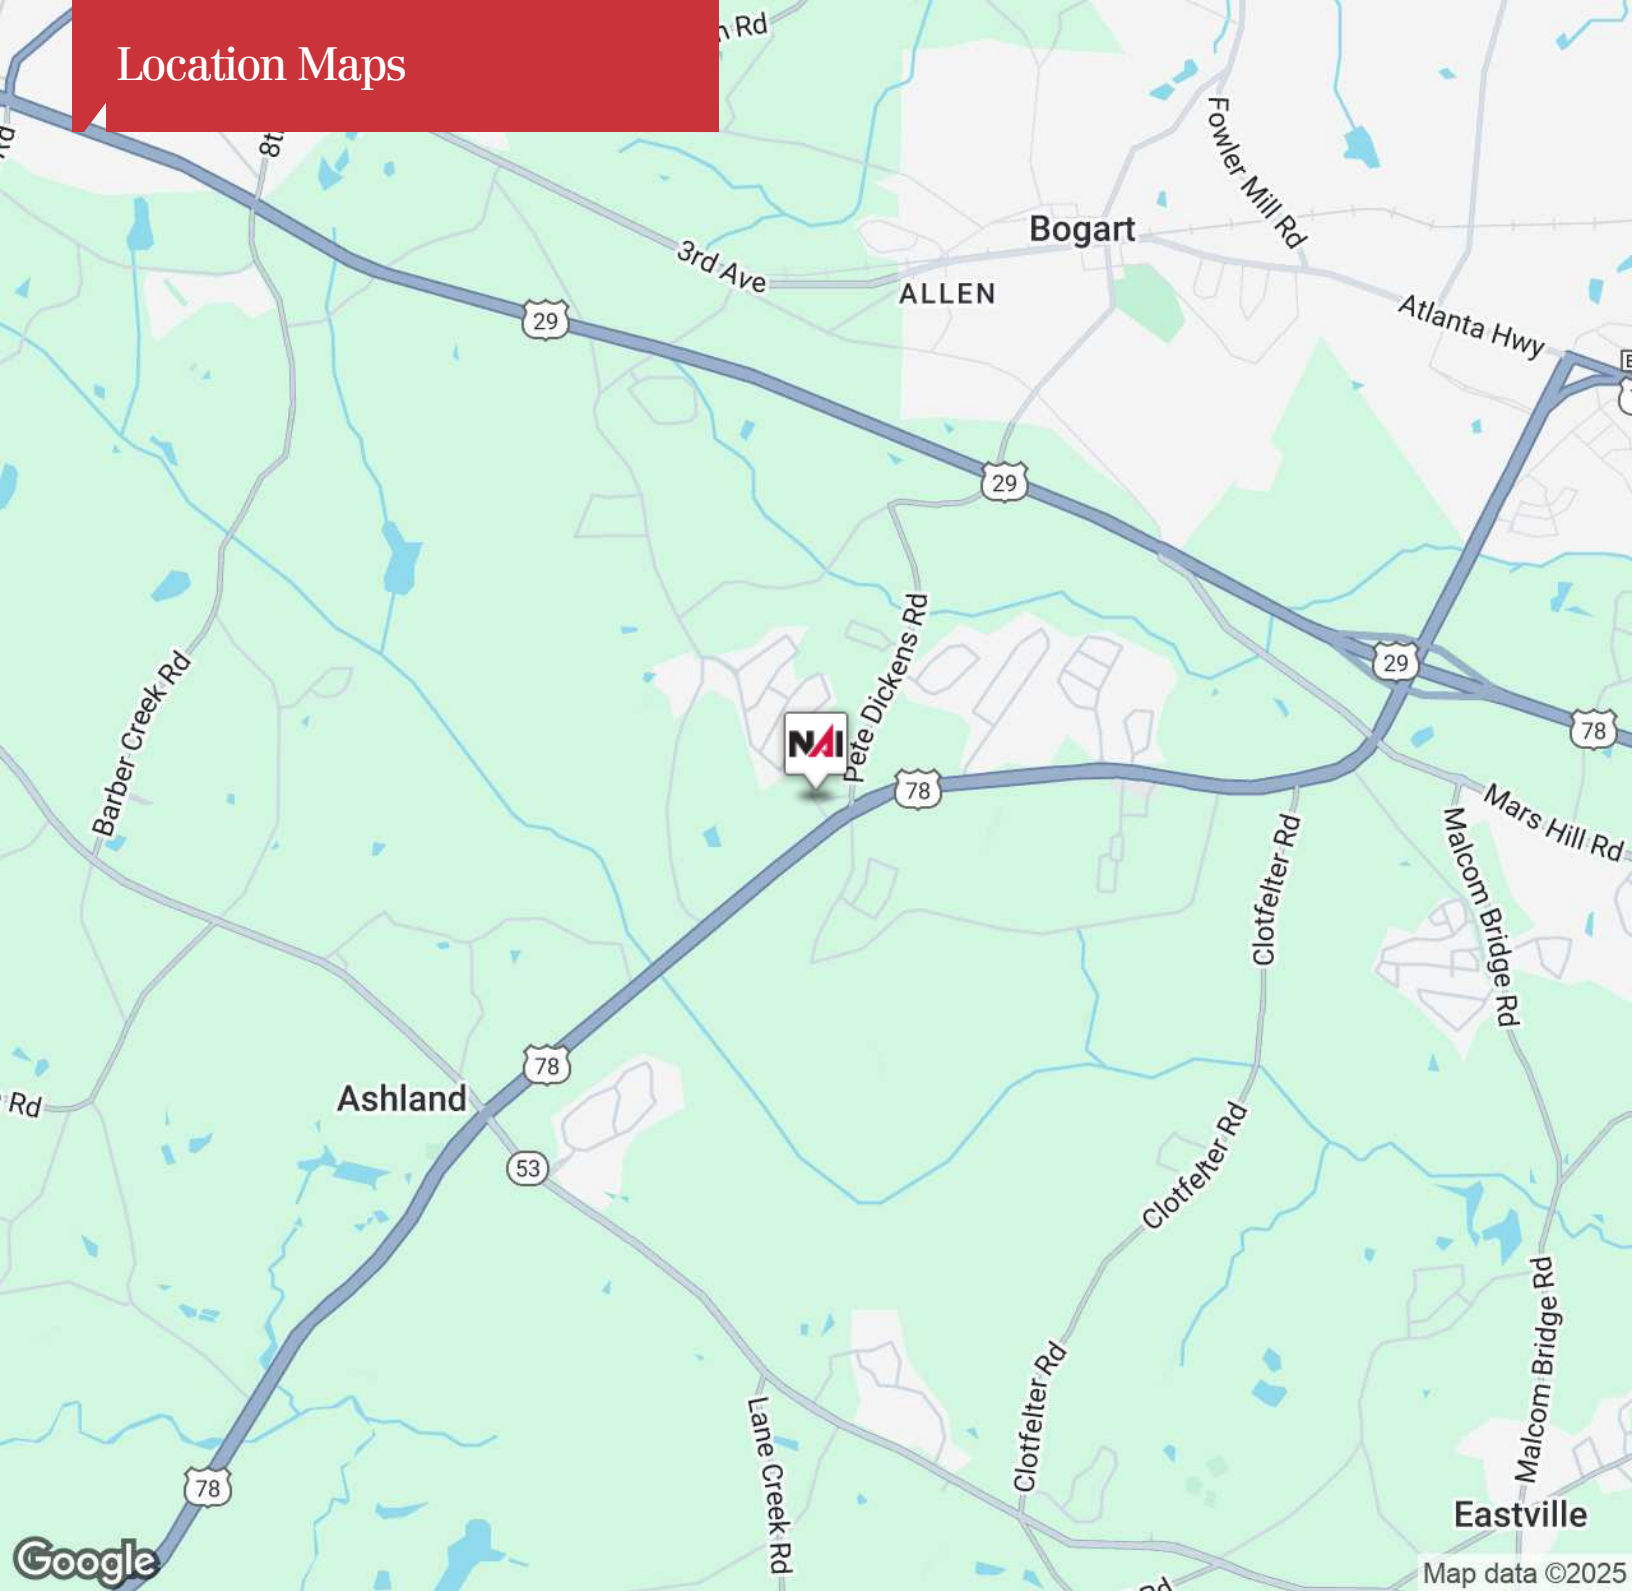 Location Maps
Rd
Fowler Mill Rd
Bogart
3rd Ave
ALLEN
Atlanta Hwy
29
29
Pete Dickens Rd
29
Barber Creek Rd
NAI
78
78
Mars Hill Rd
Malcom Bridge Rd
Clotfelter Rd
78
Ashland
Rd
Clotfelter Rd
53
Malcom Bridge Rd
Clotfelter Rd
Lane Creek Rd
78
Eastville
Google
Map data ©2025